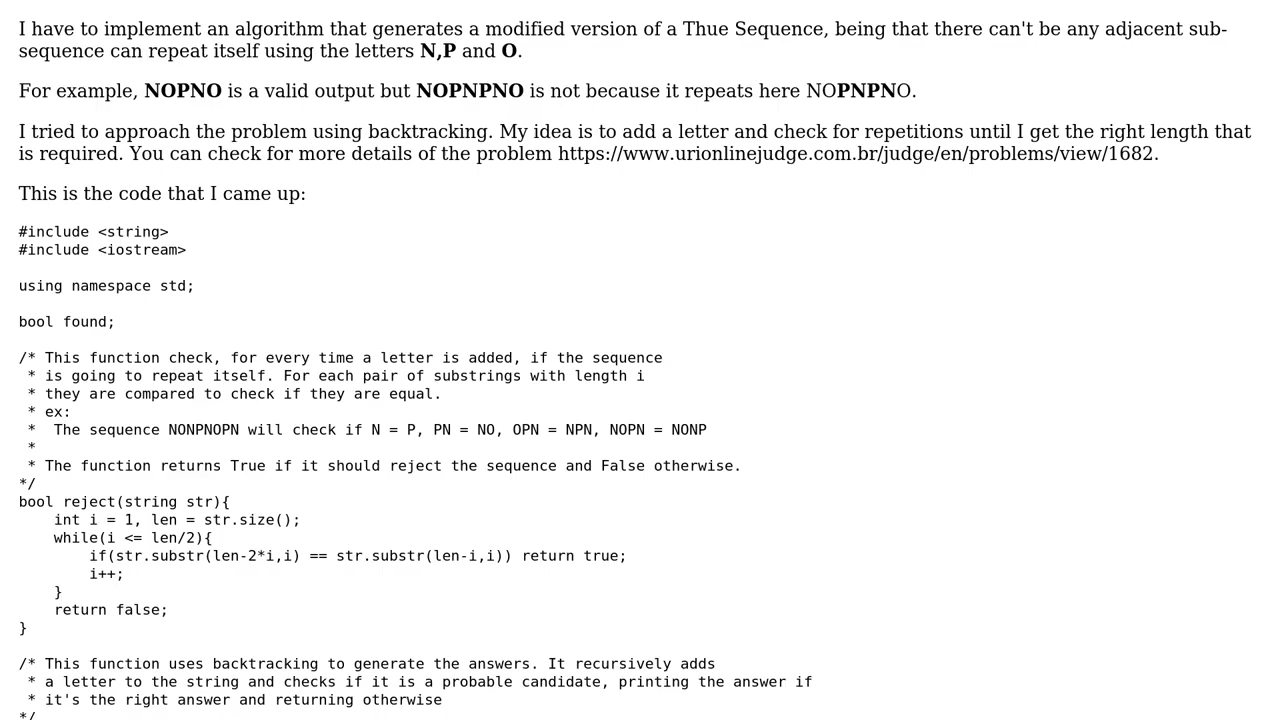 I have to implement an algorithm that generates a modified version of a Thue Sequence, being that there can't be any adjacent sub-
sequence can repeat itself using the letters N,P and O.
For example, NOPNO is a valid output but NOPNPNO is not because it repeats here NOPNPNO.
I tried to approach the problem using backtracking. My idea is to add a letter and check for repetitions until I get the right length that
is required. You can check for more details of the problem https://www.urionlinejudge.com.br/judge/en/problems/view/1682.
This is the code that I came up:
#include <string>
#include <iostream>
using namespace std;
bool found;
/* This function check, for every time a letter is added, if the sequence
 * is going to repeat itself. For each pair of substrings with length i
 * they are compared to check if they are equal.
 * ex:
 *  The sequence NONPNOPN will check if N = P, PN = NO, OPN = NPN, NOPN = NONP
 *
 * The function returns True if it should reject the sequence and False otherwise.
*/
bool reject(string str){
    int i = 1, len = str.size();
    while(i <= len/2){
        if(str.substr(len-2*i,i) == str.substr(len-i,i)) return true;
        i++;
    }
    return false;
}
/* This function uses backtracking to generate the answers. It recursively adds
 * a letter to the string and checks if it is a probable candidate, printing the answer if
 * it's the right answer and returning otherwise
*/